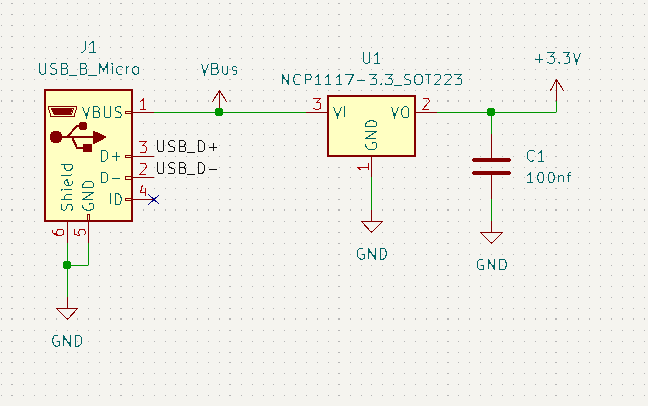 J1
USB_B_Micro
VBUS
1
D+
3
USB_D+
D-
2
USB_D-
ID
4
Shield
GND
6
5
GND
VBus
U1
NCP1117-3.3_SOT223
3
VI
VO
2
GND
1
GND
+3.3V
C1
100nf
GND